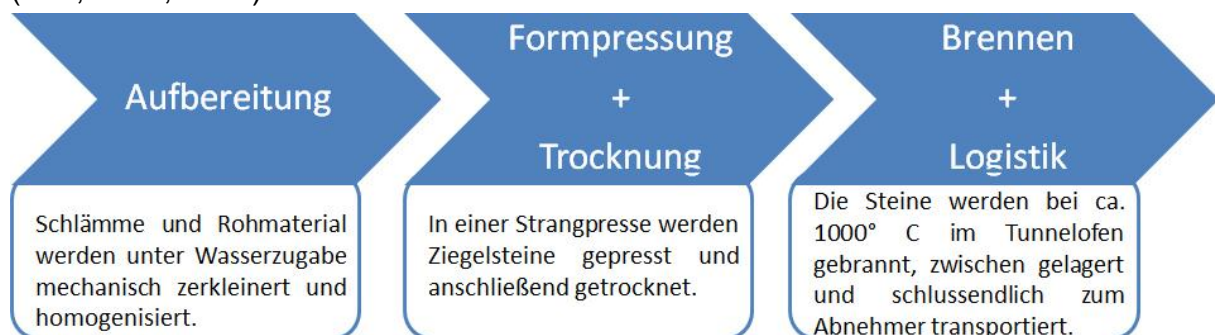 Aufbereitung
Schlämme und Rohmaterial
werden unter Wasserzugabe
mechanisch zerkleinert und
homogenisiert.
Formpressung
+
Trocknung
In einer Strangpresse werden
Ziegelsteine gepresst und
anschließend getrocknet.
Brennen
+
Logistik
Die Steine werden bei ca.
1000° C im Tunnelofen
gebrannt, zwischen gelagert
und schlussendlich zum
Abnehmer transportiert.